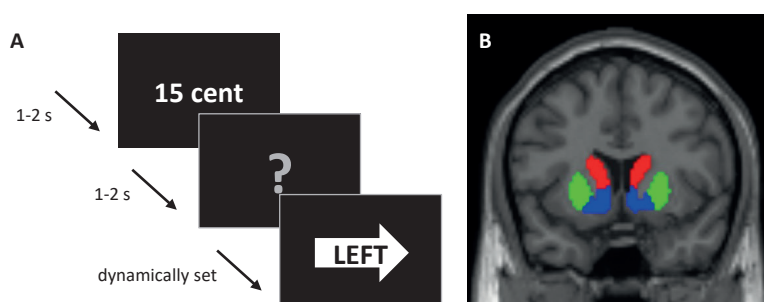 A
B
15 cent
1-2 s
?
1-2 s
LEFT
dynamically set